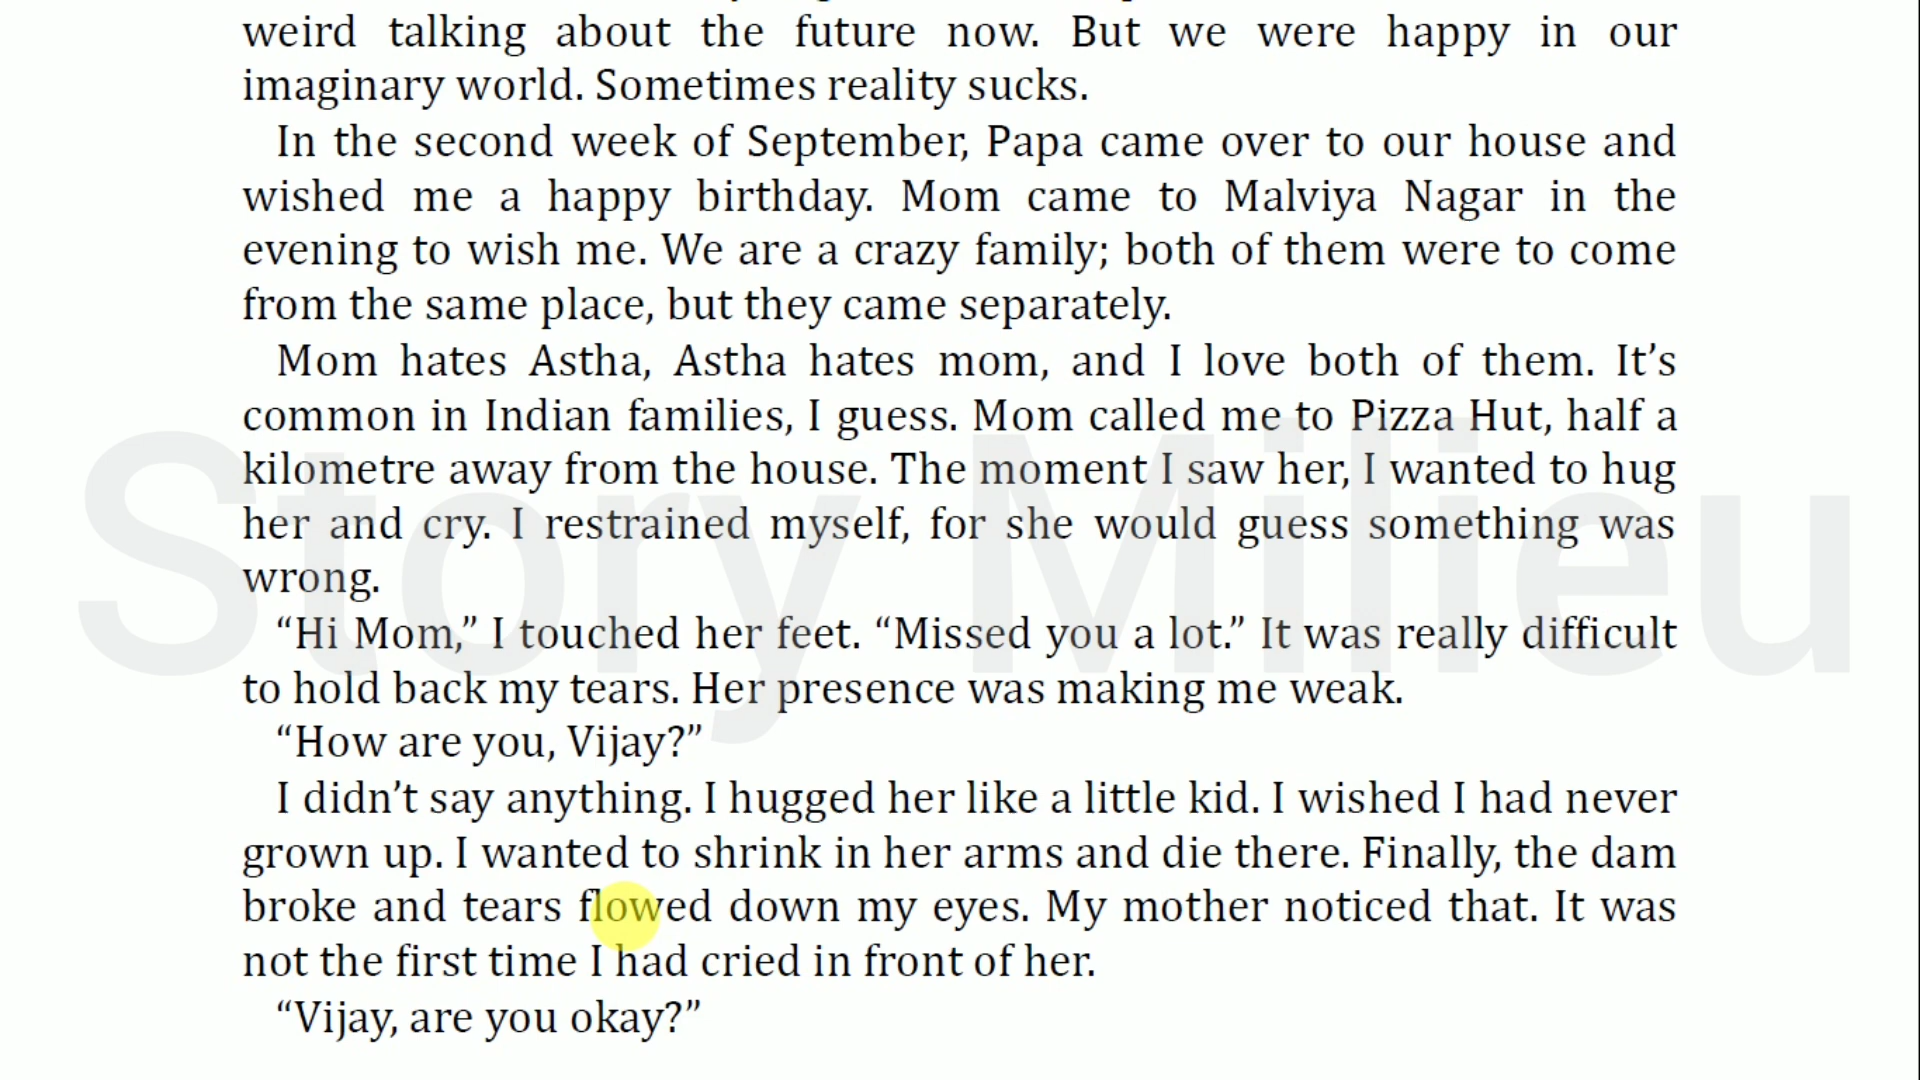 weird talking about the future now. But we were happy in our
imaginary world. Sometimes reality sucks.
In the second week of September, Papa came over to our house and
wished me a happy birthday. Mom came to Malviya Nagar in the
evening to wish me. We are a crazy family; both of them were to come
from the same place, but they came separately.
Mom hates Astha, Astha hates mom, and I love both of them. It’s
common in Indian families, I guess. Mom called me to Pizza Hut, half a
kilometre away from the house. The moment I saw her, I wanted to hug
her and cry. I restrained myself, for she would guess something was
wrong.
Story Milieu
“Hi Mom,” I touched her feet. “Missed you a lot.” It was really difficult
to hold back my tears. Her presence was making me weak.
“How are you, Vijay?”
I didn’t say anything. I hugged her like a little kid. I wished I had never
grown up. I wanted to shrink in her arms and die there. Finally, the dam
broke and tears flowed down my eyes. My mother noticed that. It was
not the first time I had cried in front of her.
“Vijay, are you okay?”